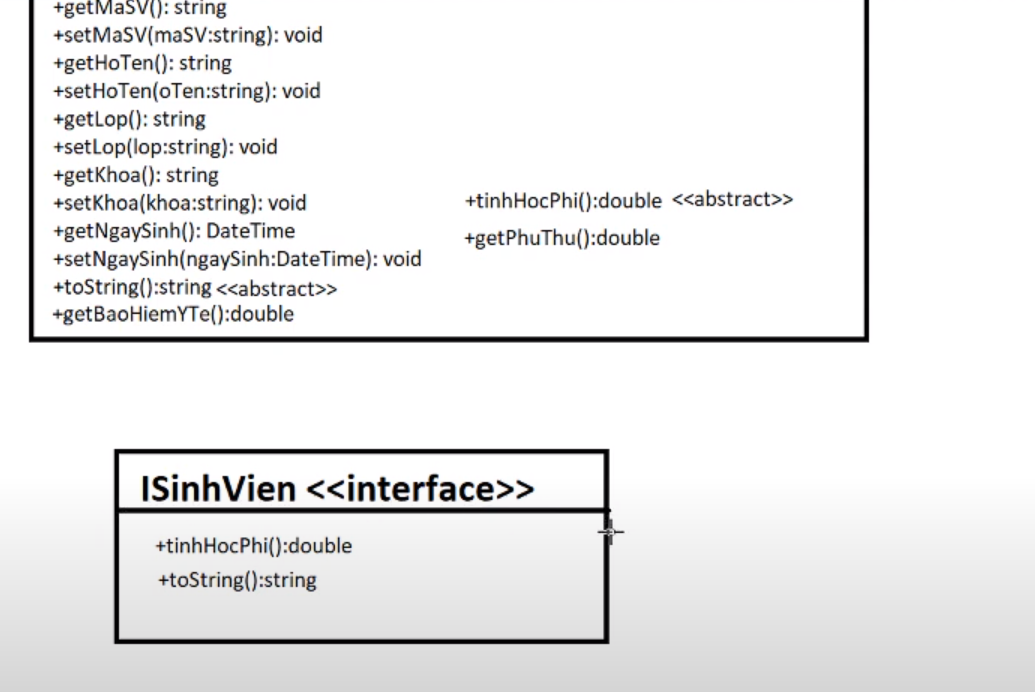 +getMaSV(): string
+setMaSV(maSV:string): void
+getHoTen(): string
+setHoTen(oTen:string): void
+getLop(): string
+setLop(lop:string): void
+getKhoa(): string
+setKhoa(khoa:string): void
+getNgaySinh(): DateTime
+setNgaySinh(ngaySinh:DateTime): void
+toString():string <<abstract>>
+getBaoHiemYTe():double
+tinhHocPhi():double <<abstract>>
+getPhuThu():double
ISinhVien <<interface>>
+tinhHocPhi():double
+toString():string